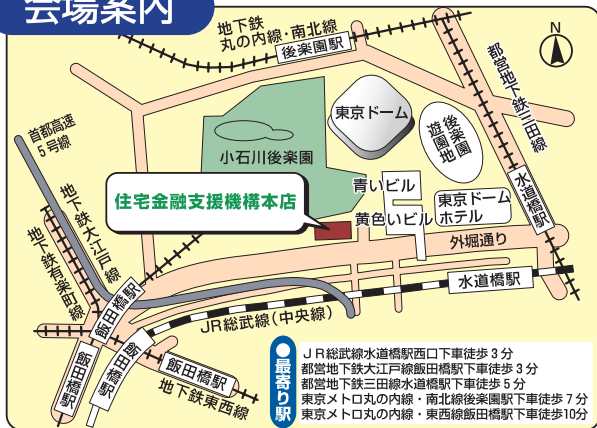 会場案内
N
地下鉄
丸の内線・南北線
後楽園駅
都営地下鉄三田線
首都高速
5号線
東京ドーム
後楽園
遊園地
小石川後楽園
青いビル
住宅金融支援機構本店
黄色いビル
東京ドーム
ホテル
水道橋駅
外堀通り
地下鉄大江戸線
地下鉄有楽町線
飯田橋駅
水道橋駅
JR総武線(中央線)
飯田橋駅
飯田橋駅
飯田橋駅
地下鉄東西線
●最寄り駅
JR総武線水道橋駅西口下車徒歩3分
都営地下鉄大江戸線飯田橋駅下車徒歩3分
都営地下鉄三田線水道橋駅下車徒歩5分
東京メトロ丸の内線・南北線後楽園駅下車徒歩7分
東京メトロ丸の内線・東西線飯田橋駅下車徒歩10分